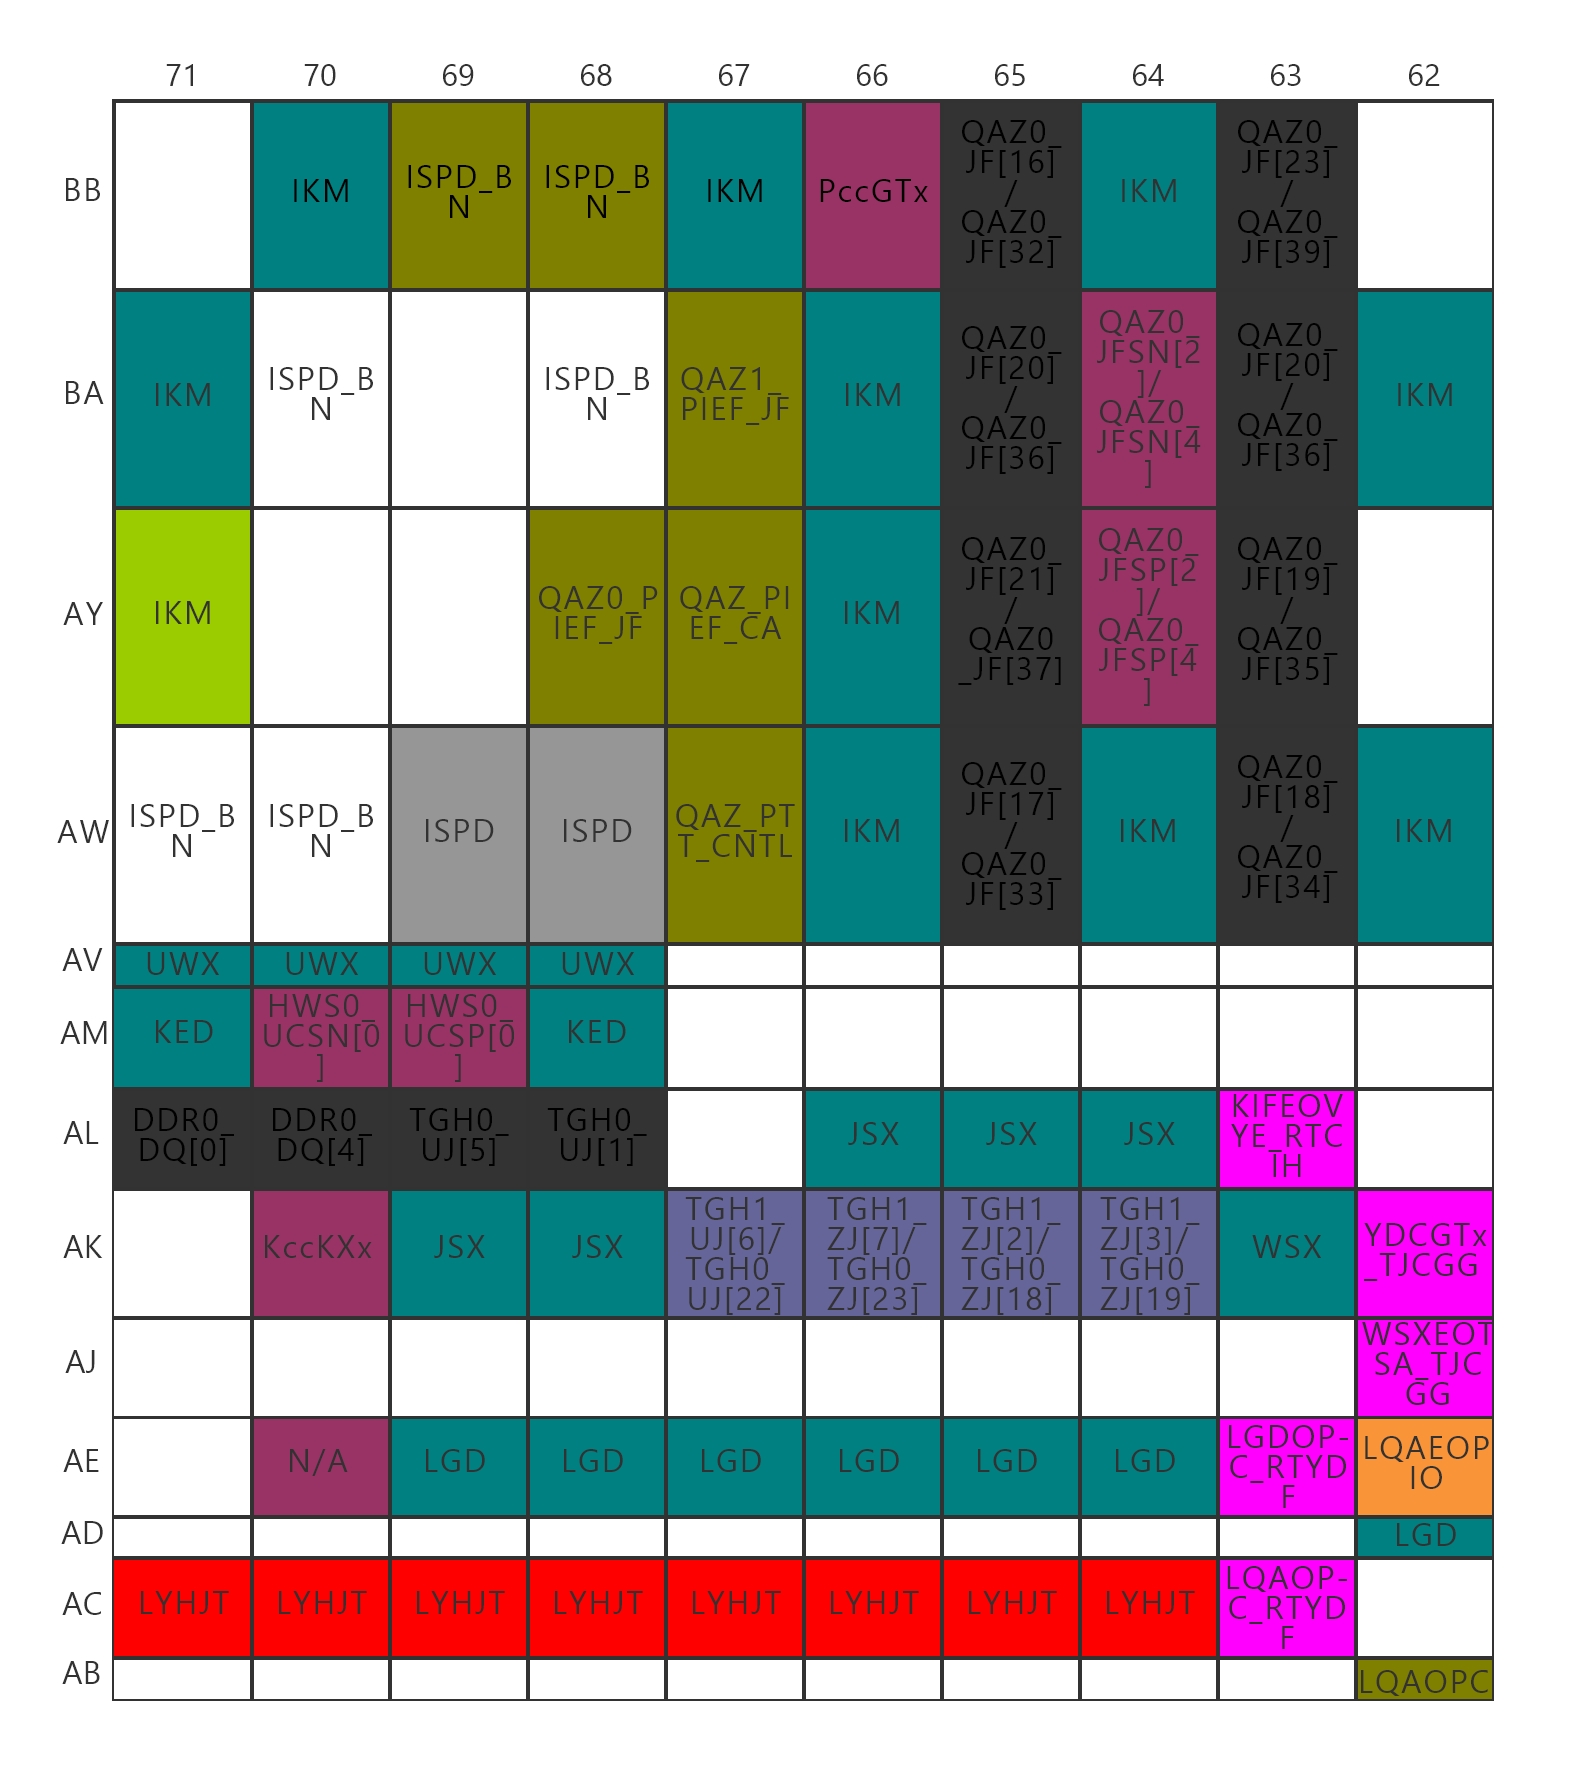 71 70 69 68 67 66 65 64 63 62
BB
IKM
ISPD_B
N
ISPD_B
N
IKM
PccGTx
QAZ0_
JF[16]
/
QAZ0_
JF[32]
IKM
QAZ0_
JF[23]
/
QAZ0_
JF[39]
BA
IKM
ISPD_B
N
ISPD_B
N
QAZ1_
PIEF_JF
IKM
QAZ0_
JF[20]
/
QAZ0_
JF[36]
QAZ0_
JFSN[2
]/
QAZ0_
JFSN[4
]
QAZ0_
JF[20]
/
QAZ0_
JF[36]
IKM
AY
IKM
QAZ0_P
IEF_JF
QAZ_PI
EF_CA
IKM
QAZ0_
JF[21]
/
QAZ0
_JF[37]
QAZ0_
JFSP[2
]/
QAZ0_
JFSP[4
]
QAZ0_
JF[19]
/
QAZ0_
JF[35]
AW
ISPD_B
N
ISPD_B
N
ISPD
ISPD
QAZ_PT
T_CNTL
IKM
QAZ0_
JF[17]
/
QAZ0_
JF[33]
IKM
QAZ0_
JF[18]
/
QAZ0_
JF[34]
IKM
AV
UWX
UWX
UWX
UWX
AM
KED
HWS0_
UCSN[0
]
HWS0_
UCSP[0
]
KED
AL
DDR0_
DQ[0]
DDR0_
DQ[4]
TGH0_
UJ[5]
TGH0_
UJ[1]
JSX
JSX
JSX
KIFEOV
YE_RTC
IH
AK
KccKXx
JSX
JSX
TGH1_
UJ[6]/
TGH0_
UJ[22]
TGH1_
ZJ[7]/
TGH0_
ZJ[23]
TGH1_
ZJ[2]/
TGH0_
ZJ[18]
TGH1_
ZJ[3]/
TGH0_
ZJ[19]
WSX
YDCGTx
_TJCGG
AJ
WSXEOT
SA_TJC
GG
AE
N/A
LGD
LGD
LGD
LGD
LGD
LGD
LGDOP-
C_RTYD
F
LQAEOP
IO
AD
LGD
AC
LYHJT
LYHJT
LYHJT
LYHJT
LYHJT
LYHJT
LYHJT
LYHJT
LQAOP-
C_RTYD
F
AB
LQAOPC